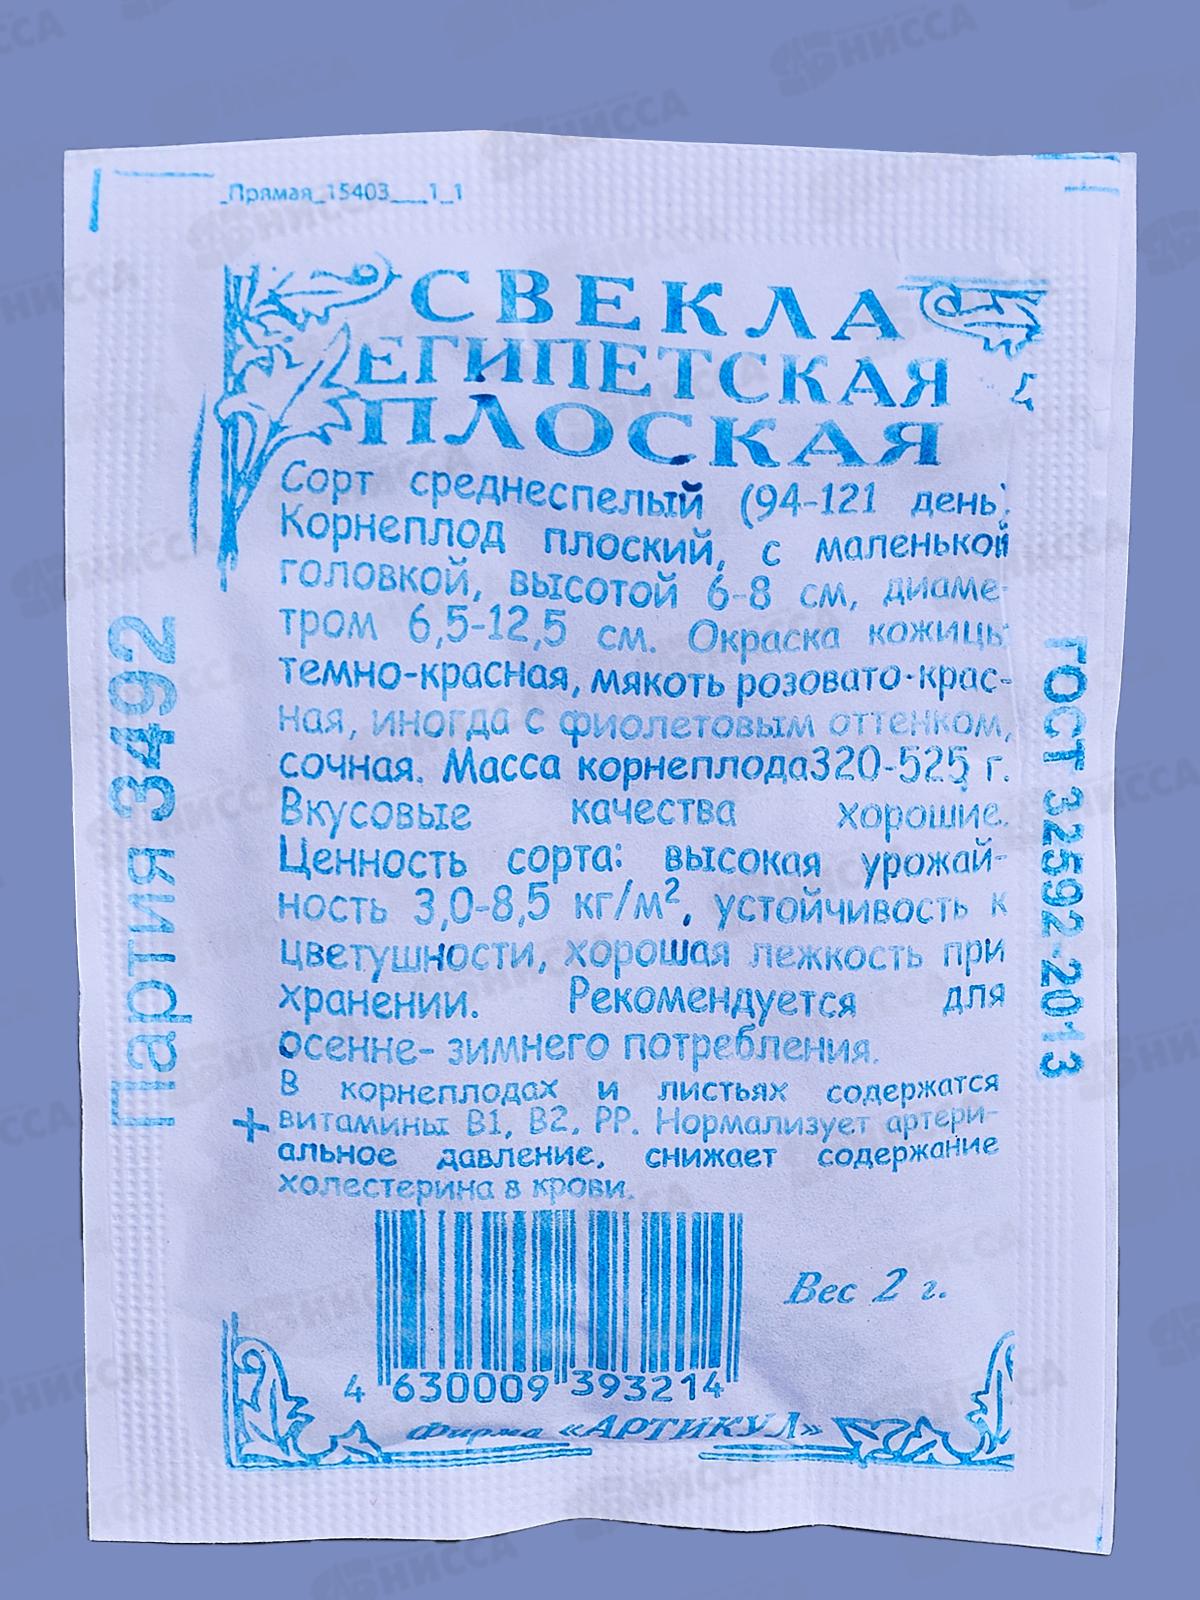 _Прямая_15403___1_1
СВЕКЛА
ЕГИПЕТСКАЯ
ПЛОСКАЯ
Сорт среднеспелый (94-121 день).
Корнеплод плоский, с маленькой
головкой, высотой 6-8 см, диаме-
тром 6,5-12,5 см. Окраска кожицы
темно-красная, мякоть розовато-крас-
ная, иногда с фиолетовым оттенком,
сочная. Масса корнеплода320-525 г.
Вкусовые качества хорошие.
Ценность сорта: высокая урожай-
ность 3,0-8,5 кг/м², устойчивость к
цветушности, хорошая лежкость при
хранении. Рекомендуется для
осенне- зимнего потребления.
В корнеплодах и листьях содержатся
витамины В1, В2, РР. Нормализует артери-
альное давление, снижает содержание
холестерина в крови.
4 630009 393214
Вес 2 г.
Фирма «АРТИКУЛ»
Партия 3492
ГОСТ 32592-2013
НИССА